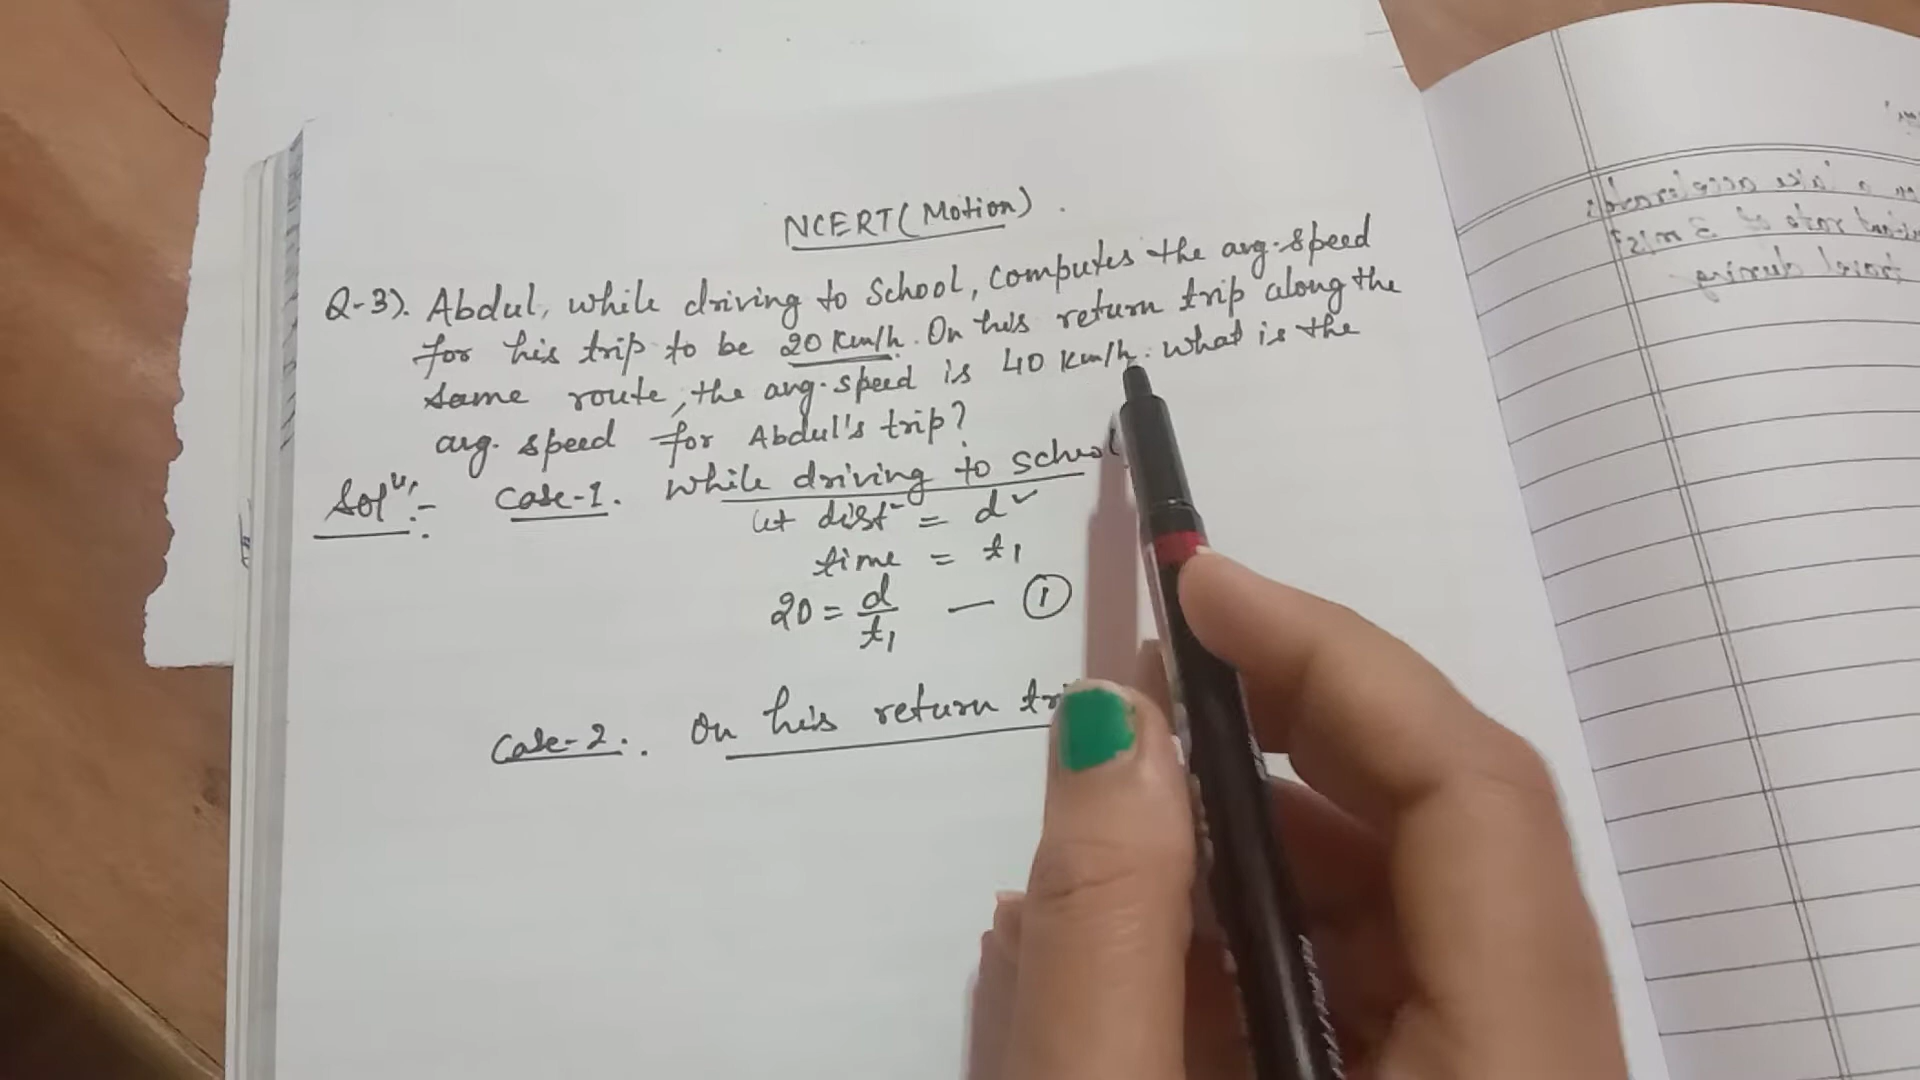 NCERT (Motion).
Q-3). Abdul, while driving to School, computes the avg. speed
for his trip to be 20 Km/h. On his return trip along the
same route, the avg. speed is 40 Km/h. what is the
avg. speed for Abdul's trip?
Solⁿ:- Case-1. While driving to school
let distⁿ = d ✓
time = t₁
20 = d/t₁ — ①
Case-2. On his return